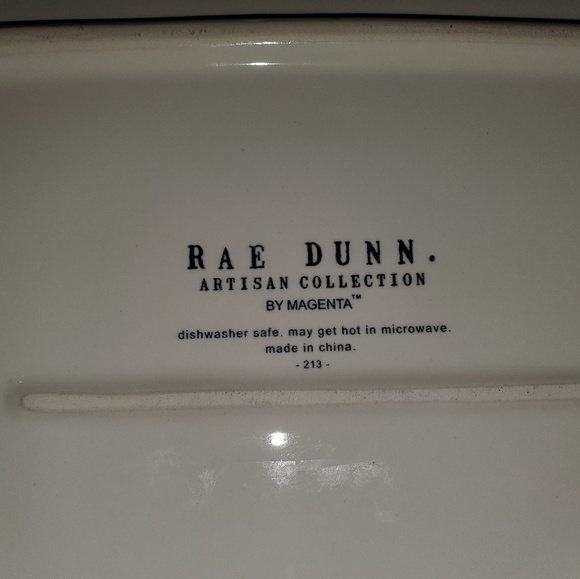 RAE DUNN.
ARTISAN COLLECTION
BY MAGENTA™
dishwasher safe. may get hot in microwave.
made in china.
- 213 -